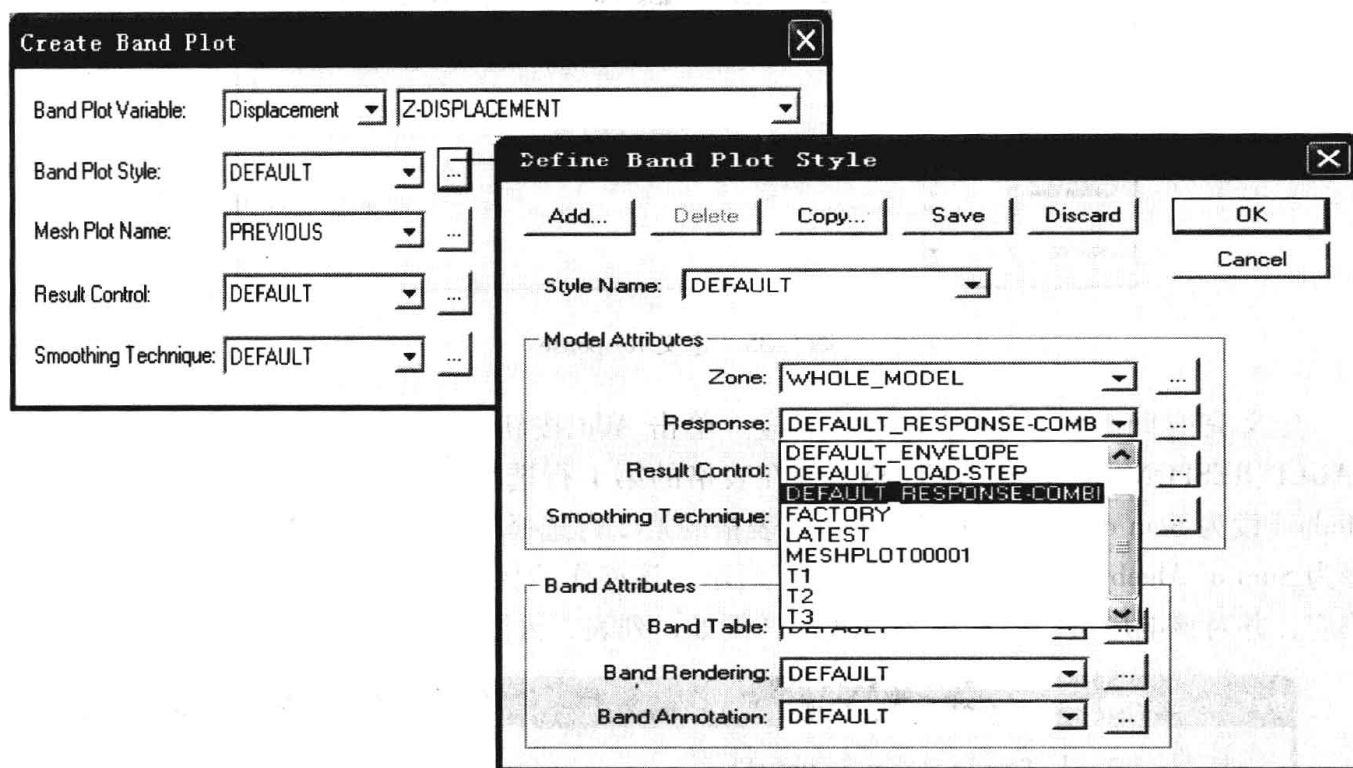 Create Band Plot
Band Plot Variable: Displacement Z-DISPLACEMENT
Band Plot Style: DEFAULT ...
Mesh Plot Name: PREVIOUS ...
Result Control: DEFAULT ...
Smoothing Technique: DEFAULT ...
Define Band Plot Style
Add... Delete Copy... Save Discard OK
Cancel
Style Name: DEFAULT
Model Attributes
Zone: WHOLE_MODEL ...
Response: DEFAULT_RESPONSE-COMB ...
DEFAULT_ENVELOPE
Result Control: DEFAULT_LOAD-STEP ...
DEFAULT_RESPONSE-COMBI
Smoothing Technique: FACTORY ...
LATEST
MESHPLOT00001
T1
Band Attributes
T2
T3
Band Table: DEFAULT ...
Band Rendering: DEFAULT ...
Band Annotation: DEFAULT ...